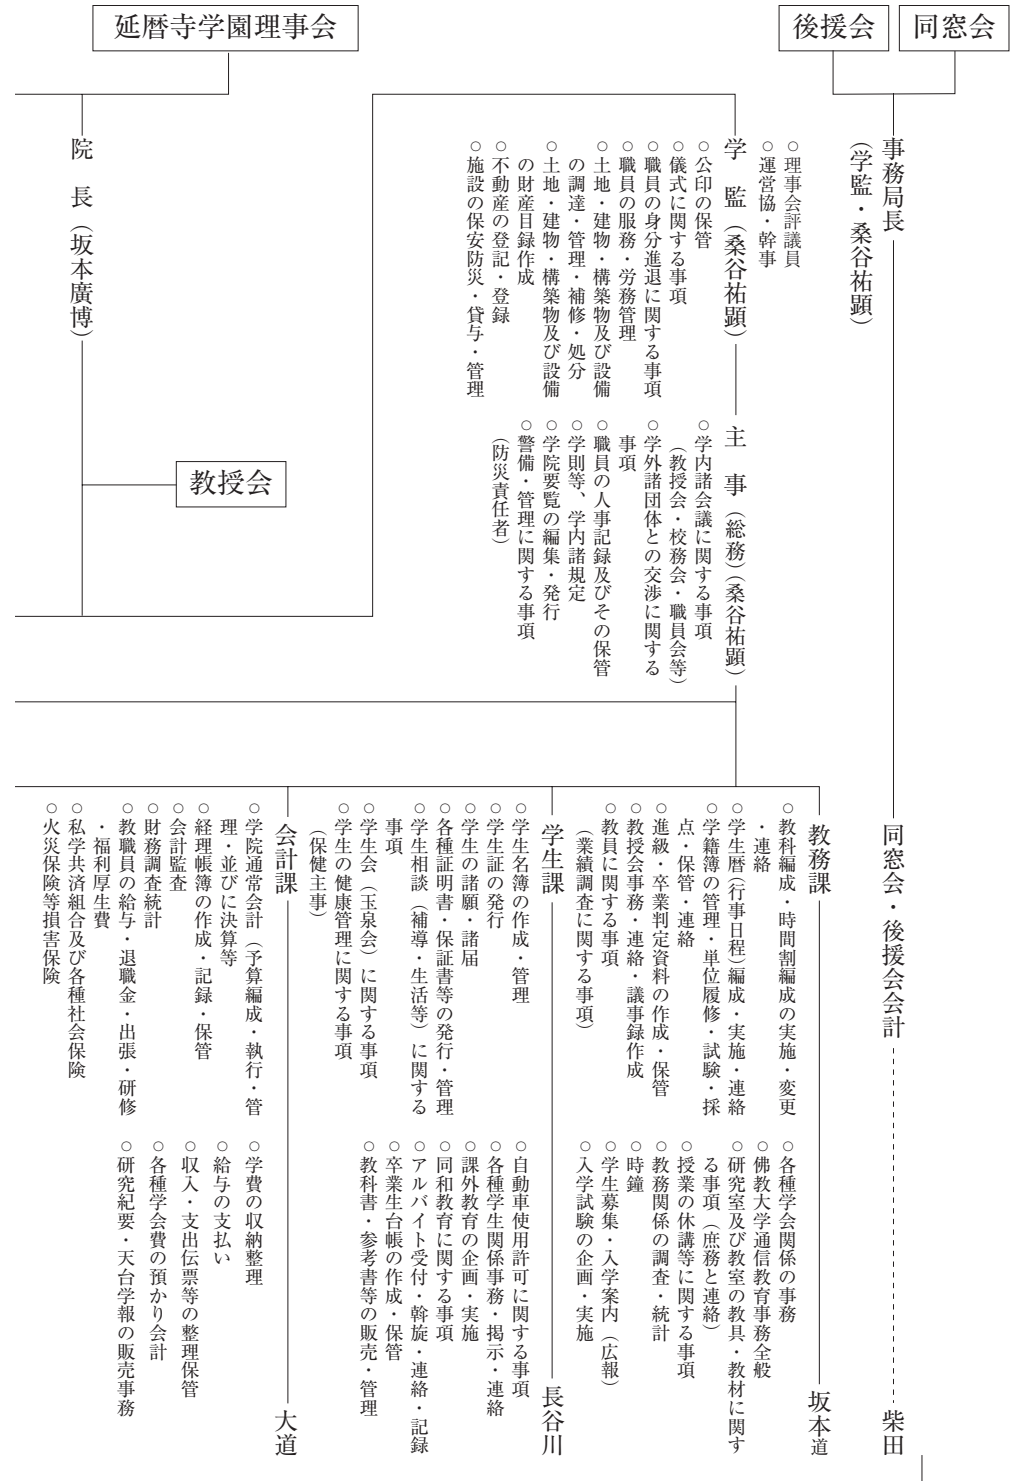 同窓会
後援会
事務局長
(学監・桑谷祐顕)
同窓会・後援会会計
柴田
延暦寺学園理事会
院　長(坂本廣博)
教授会
○理事会評議員
○運営協・幹事
学　監(桑谷祐顕)
○公印の保管
○儀式に関する事項
○職員の身分進退に関する事項
○職員の服務・労務管理
○土地・建物・構築物及び設備
の調達・管理・補修・処分
○土地・建物・構築物及び設備
の財産目録作成
○不動産の登記・登録
○施設の保安防災・貸与・管理
主　事(総務)(桑谷祐顕)
○学内諸会議に関する事項
(教授会・校務会・職員会等)
○学外諸団体との交渉に関する
事項
○職員の人事記録及びその保管
○学則等、学内諸規定
○学院要覧の編集・発行
○警備・管理に関する事項
(防災責任者)
教務課
○教科編成・時間割編成の実施・変更
・連絡
○学生暦(行事日程)編成・実施・連絡
○学籍簿の管理・単位履修・試験・採
点・保管・連絡
○進級・卒業判定資料の作成・保管
○教授会事務・連絡・議事録作成
○教員に関する事項
(業績調査に関する事項)
○各種学会関係の事務
○佛教大学通信教育事務全般
○研究室及び教室の教具・教材に関す
る事項(庶務と連絡)
○授業の休講等に関する事項
○教務関係の調査・統計
○時鐘
○学生募集・入学案内(広報)
○入学試験の企画・実施
坂本道
学生課
○学生名簿の作成・管理
○学生証の発行
○学生の諸願・諸届
○各種証明書・保証書等の発行・管理
○学生相談(補導・生活等)に関する
事項
○学生会(玉泉会)に関する事項
○学生の健康管理に関する事項
(保健主事)
○自動車使用許可に関する事項
○各種学生関係事務・掲示・連絡
○課外教育の企画・実施
○同和教育に関する事項
○アルバイト受付・斡旋・連絡・記録
○卒業生台帳の作成・保管
○教科書・参考書等の販売・管理
長谷川
会計課
○学院通常会計(予算編成・執行・管
理・並びに決算等
○経理帳簿の作成・記録・保管
○会計監査
○財務調査統計
○教職員の給与・退職金・出張・研修
・福利厚生費
○私学共済組合及び各種社会保険
○火災保険等損害保険
○学費の収納整理
○給与の支払い
○収入・支出伝票等の整理保管
○各種学会費の預かり会計
○研究紀要・天台学報の販売事務
大道